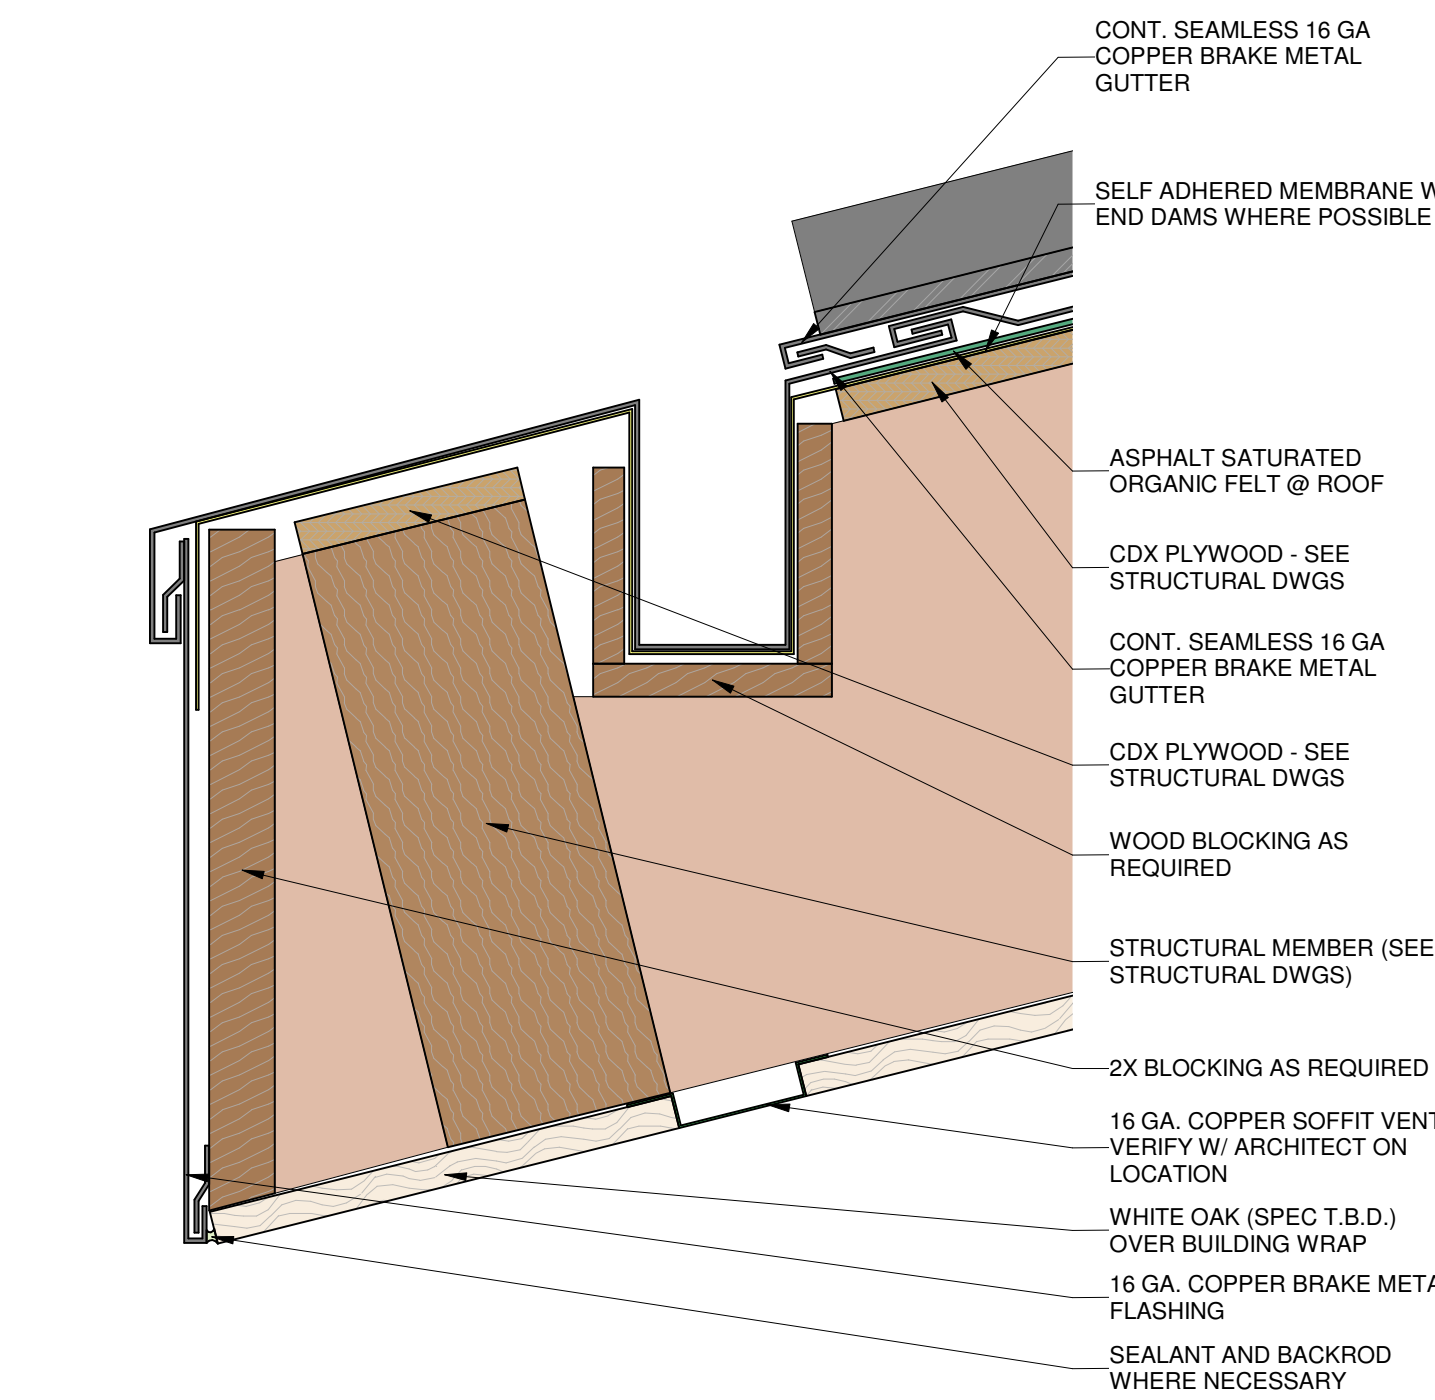 CONT. SEAMLESS 16 GA
COPPER BRAKE METAL
GUTTER
SELF ADHERED MEMBRANE W
END DAMS WHERE POSSIBLE
ASPHALT SATURATED
ORGANIC FELT @ ROOF
CDX PLYWOOD - SEE
STRUCTURAL DWGS
CONT. SEAMLESS 16 GA
COPPER BRAKE METAL
GUTTER
CDX PLYWOOD - SEE
STRUCTURAL DWGS
WOOD BLOCKING AS
REQUIRED
STRUCTURAL MEMBER (SEE
STRUCTURAL DWGS)
2X BLOCKING AS REQUIRED
16 GA. COPPER SOFFIT VENT
VERIFY W/ ARCHITECT ON
LOCATION
WHITE OAK (SPEC T.B.D.)
OVER BUILDING WRAP
16 GA. COPPER BRAKE META
FLASHING
SEALANT AND BACKROD
WHERE NECESSARY